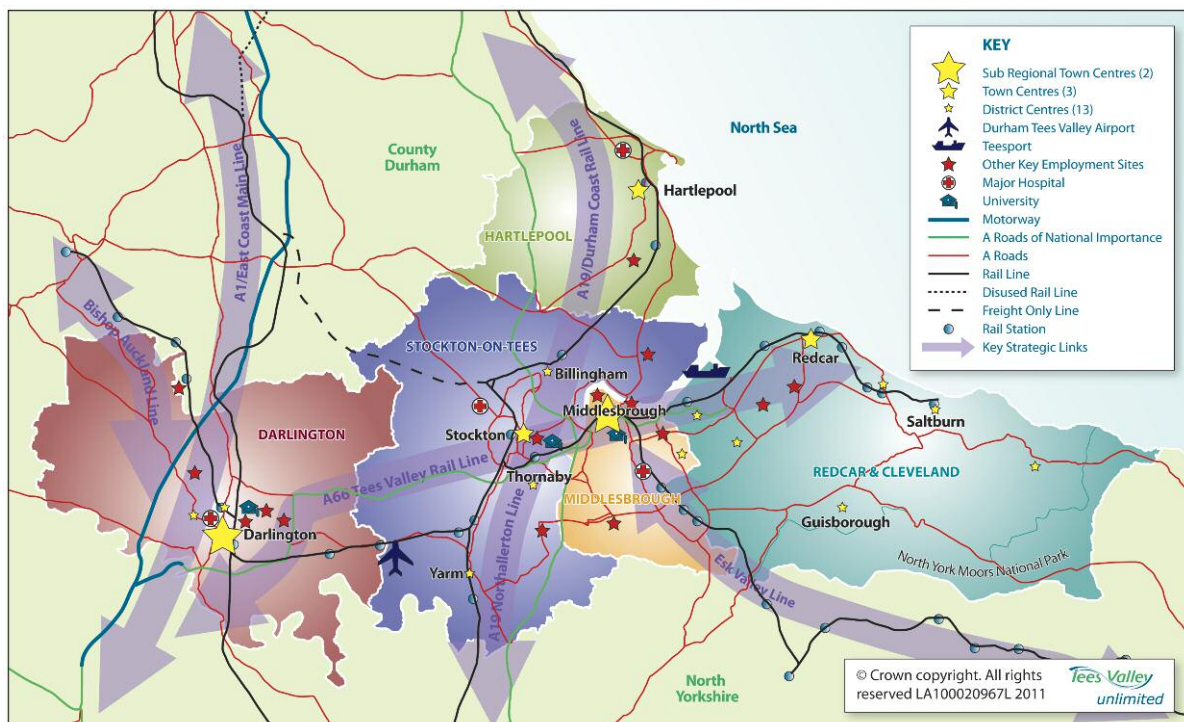 KEY
Sub Regional Town Centres (2)
Town Centres (3)
District Centres (13)
Durham Tees Valley Airport
Teesport
Other Key Employment Sites
Major Hospital
University
Motorway
A Roads of National Importance
A Roads
Rail Line
Disused Rail Line
Freight Only Line
Rail Station
Key Strategic Links
North Sea
County
Durham
A1/East Coast Main Line
A19/Durham Coast Rail Line
Hartlepool
HARTLEPOOL
Bishop Auckland Line
STOCKTON-ON-TEES
Billingham
Redcar
Middlesbrough
Saltburn
DARLINGTON
Stockton
A66 Tees Valley Rail Line
Thornaby
MIDDLESBROUGH
REDCAR & CLEVELAND
Guisborough
Darlington
North York Moors National Park
Yarm
A19 Northallerton Line
Esk Valley Line
North
Yorkshire
© Crown copyright. All rights
reserved LA100020967L 2011
Tees Valley
unlimited